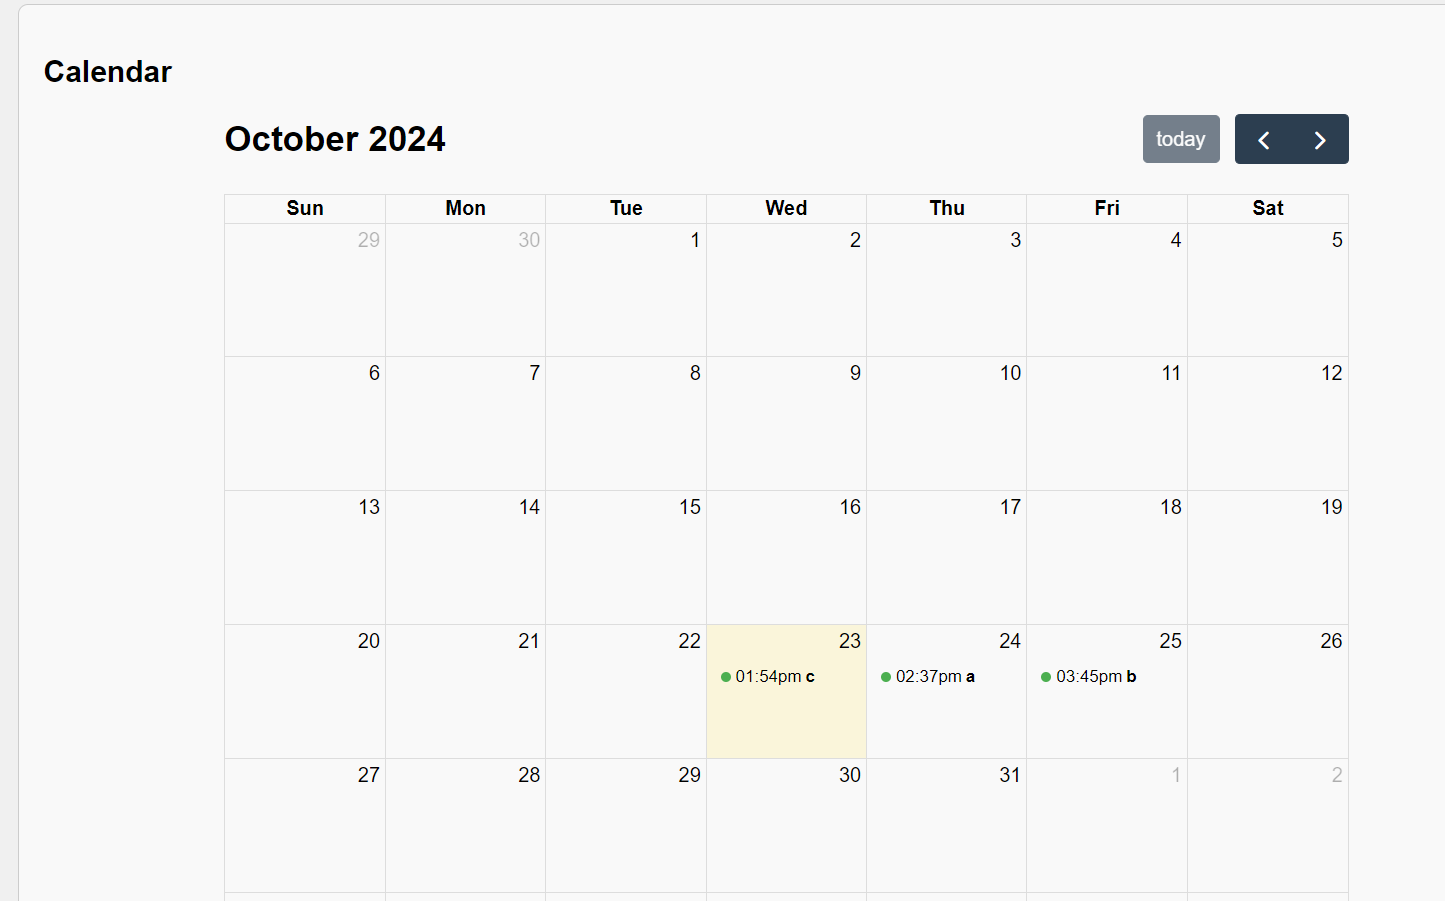 Calendar
October 2024
today
Sun Mon Tue Wed Thu Fri Sat
29 30 1 2 3 4 5
6 7 8 9 10 11 12
13 14 15 16 17 18 19
20 21 22 23 24 25 26
01:54pm c 02:37pm a 03:45pm b
27 28 29 30 31 1 2